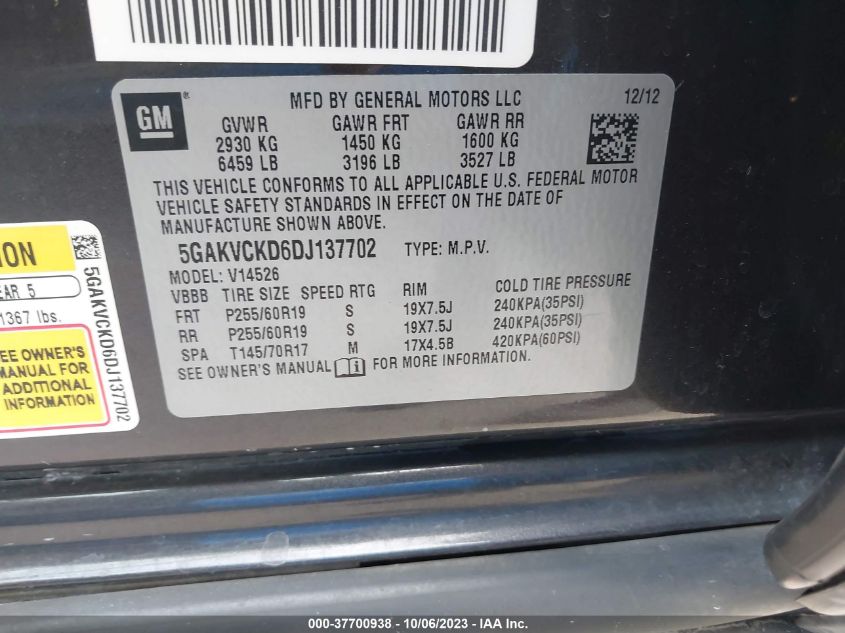 GM ®
MFD BY GENERAL MOTORS LLC 12/12
GVWR GAWR FRT GAWR RR
2930 KG 1450 KG 1600 KG
6459 LB 3196 LB 3527 LB
THIS VEHICLE CONFORMS TO ALL APPLICABLE U.S. FEDERAL MOTOR
VEHICLE SAFETY STANDARDS IN EFFECT ON THE DATE OF
MANUFACTURE SHOWN ABOVE.
5GAKVCKD6DJ137702 TYPE: M.P.V.
MODEL: V14526
VBBB TIRE SIZE SPEED RTG RIM COLD TIRE PRESSURE
FRT P255/60R19 S 19X7.5J 240KPA(35PSI)
RR P255/60R19 S 19X7.5J 240KPA(35PSI)
SPA T145/70R17 M 17X4.5B 420KPA(60PSI)
SEE OWNER'S MANUAL FOR MORE INFORMATION.
EAR 5
1367 lbs.
SEE OWNER'S
MANUAL FOR
ADDITIONAL
INFORMATION
5GAKVCKD6DJ137702
000-37700938 - 10/06/2023 - IAA Inc.